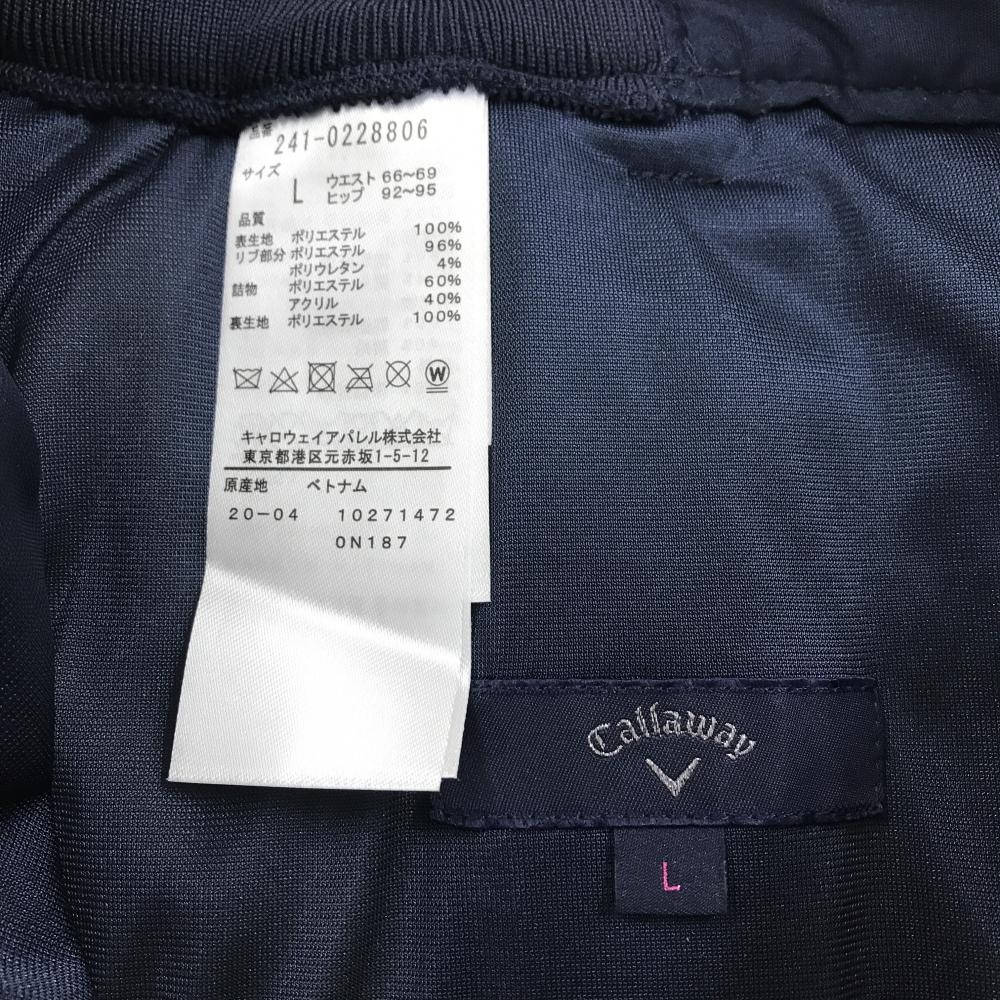 品番 241-0228806
サイズ
L ウエスト 66~69
ヒップ 92~95
品質
表生地 ポリエステル 100%
リブ部分 ポリエステル 96%
ポリウレタン 4%
詰物 ポリエステル 60%
アクリル 40%
裏生地 ポリエステル 100%
W
キャロウェイアパレル株式会社
東京都港区元赤坂1-5-12
原産地 ベトナム
20-04 10271472
0N187
Callaway
L